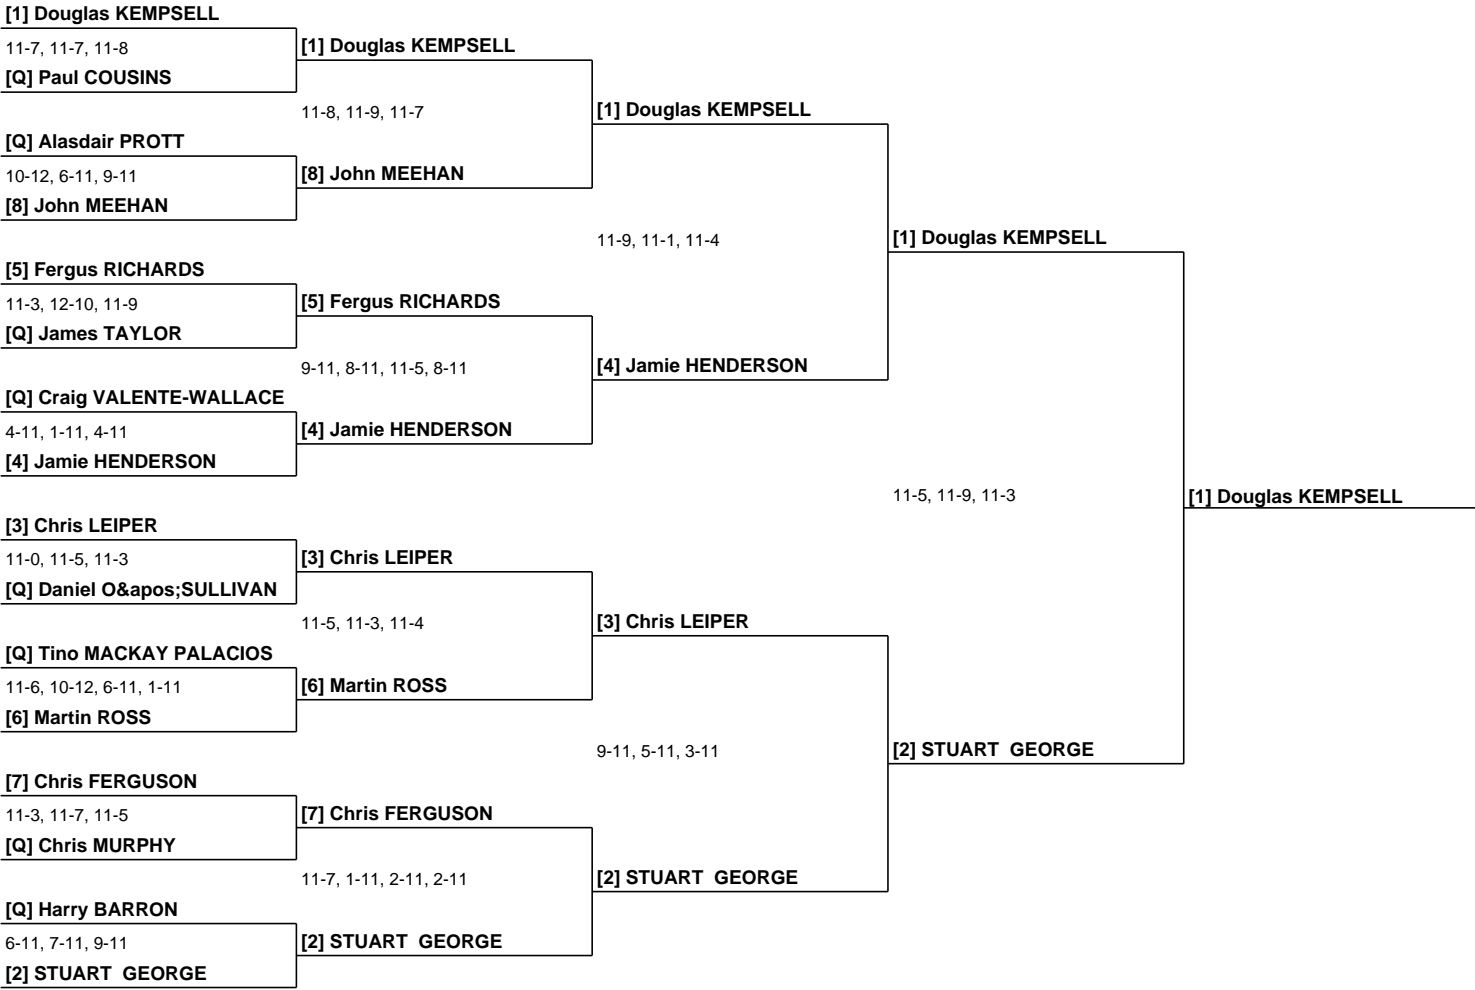 [1] Douglas KEMPSELL
11-7, 11-7, 11-8
[Q] Paul COUSINS
[Q] Alasdair PROTT
10-12, 6-11, 9-11
[8] John MEEHAN
[5] Fergus RICHARDS
11-3, 12-10, 11-9
[Q] James TAYLOR
[Q] Craig VALENTE-WALLACE
4-11, 1-11, 4-11
[4] Jamie HENDERSON
[3] Chris LEIPER
11-0, 11-5, 11-3
[Q] Daniel O&apos;SULLIVAN
[Q] Tino MACKAY PALACIOS
11-6, 10-12, 6-11, 1-11
[6] Martin ROSS
[7] Chris FERGUSON
11-3, 11-7, 11-5
[Q] Chris MURPHY
[Q] Harry BARRON
6-11, 7-11, 9-11
[2] STUART  GEORGE
[1] Douglas KEMPSELL
11-8, 11-9, 11-7
[8] John MEEHAN
[5] Fergus RICHARDS
9-11, 8-11, 11-5, 8-11
[4] Jamie HENDERSON
[3] Chris LEIPER
11-5, 11-3, 11-4
[6] Martin ROSS
[7] Chris FERGUSON
11-7, 1-11, 2-11, 2-11
[2] STUART  GEORGE
[1] Douglas KEMPSELL
11-9, 11-1, 11-4
[4] Jamie HENDERSON
[3] Chris LEIPER
9-11, 5-11, 3-11
[2] STUART  GEORGE
[1] Douglas KEMPSELL
11-5, 11-9, 11-3
[2] STUART  GEORGE
[1] Douglas KEMPSELL